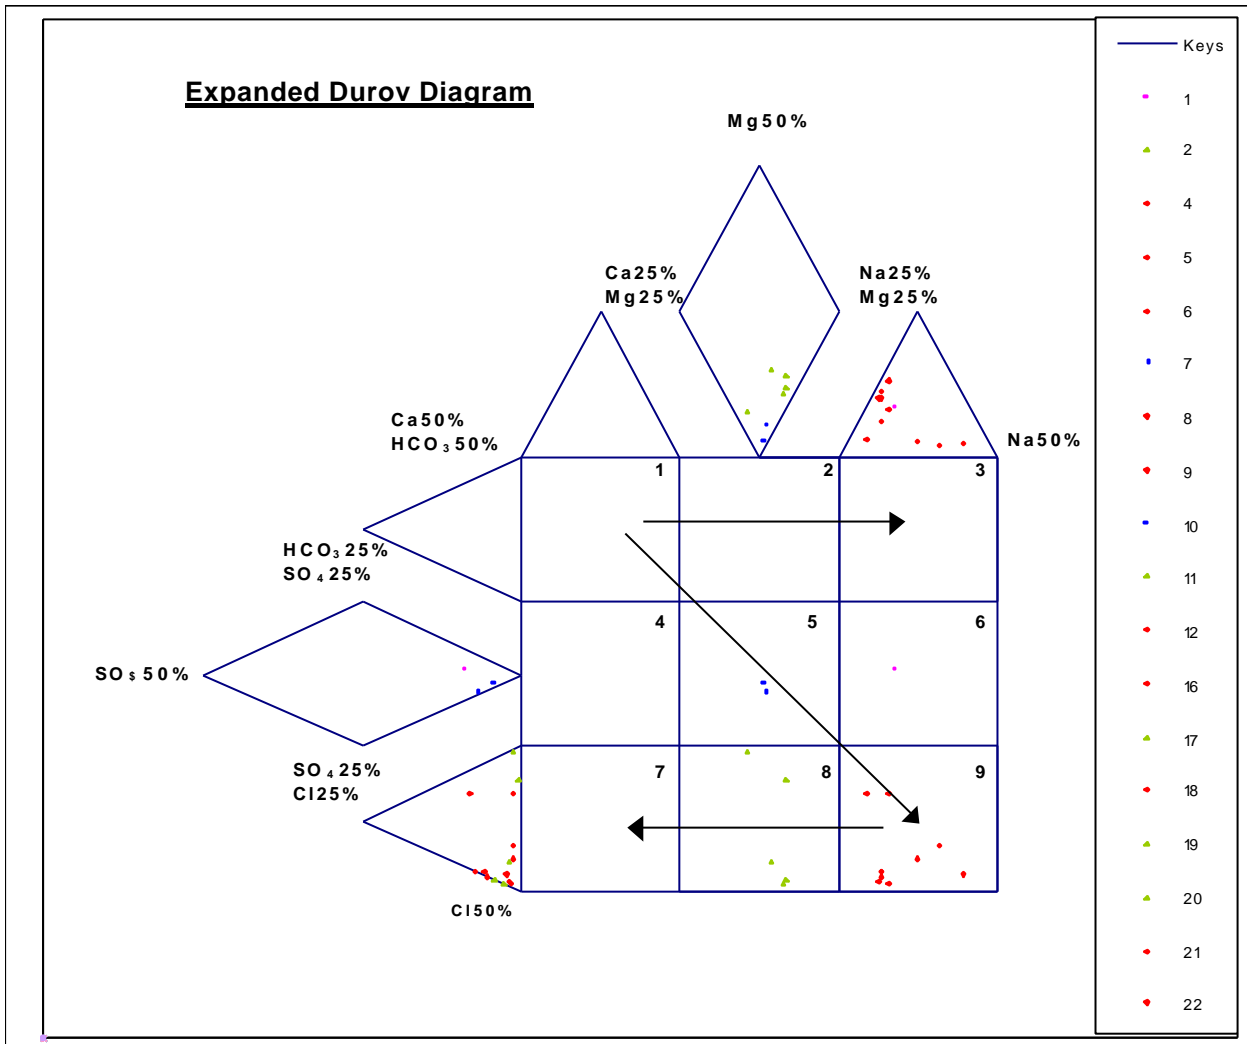 Expanded Durov Diagram
Mg50%
Ca25%
Mg25%
Na25%
Mg25%
Ca50%
HCO₃50%
Na50%
1
2
3
HCO₃25%
SO₄25%
4
5
6
SO$50%
SO₄25%
Cl25%
7
8
9
Cl50%
Keys
1
2
4
5
6
7
8
9
10
11
12
16
17
18
19
20
21
22